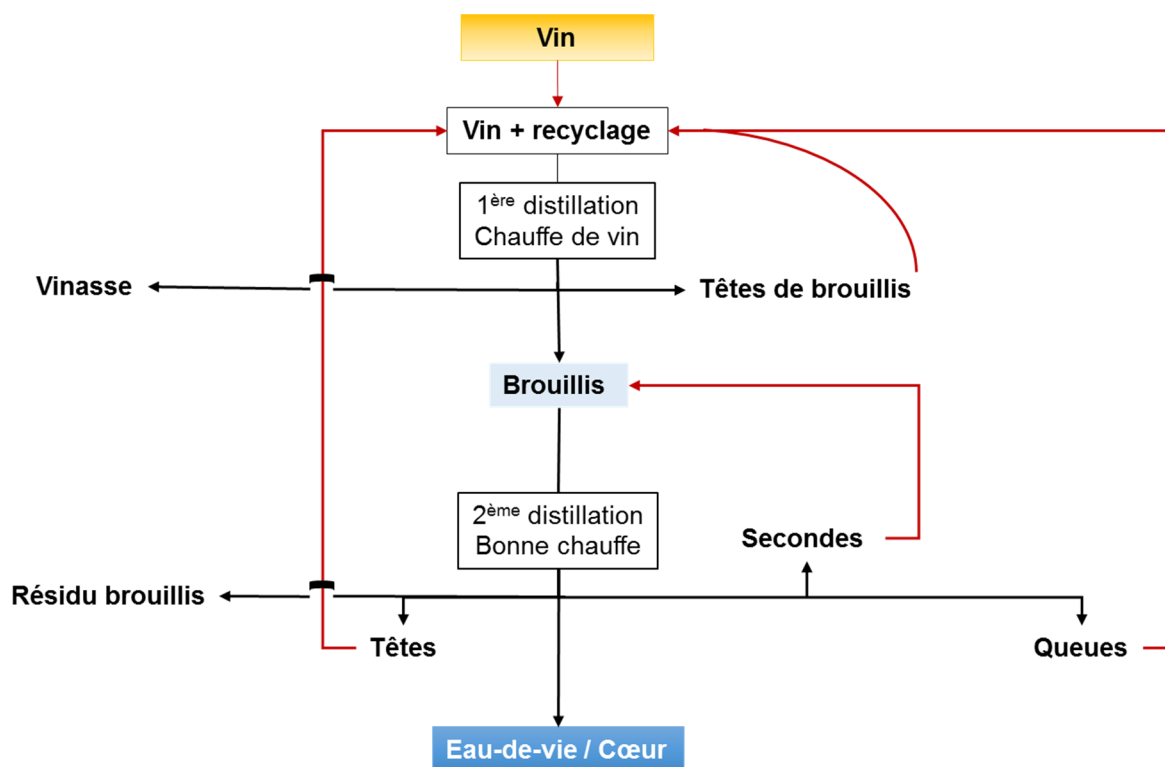 Vin
Vin + recyclage
1ère distillation
Chauffe de vin
Vinasse
Têtes de brouillis
Brouillis
2ème distillation
Bonne chauffe
Secondes
Résidu brouillis
Têtes
Queues
Eau-de-vie / Cœur